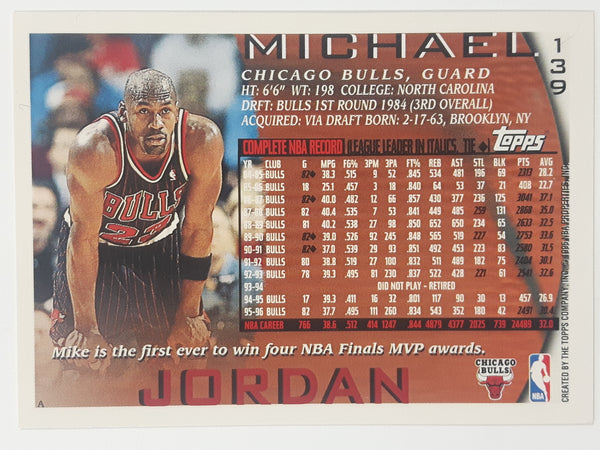 MICHAEL
139
CHICAGO BULLS, GUARD
HT: 6'6" WT: 198 COLLEGE: NORTH CAROLINA
DRFT: BULLS 1ST ROUND 1984 (3RD OVERALL)
ACQUIRED: VIA DRAFT BORN: 2-17-63, BROOKLYN, NY
COMPLETE NBA RECORD (LEAGUE LEADER IN ITALICS, TIE ◆)
Topps
YR CLUB G MPG FG% 3PM 3PA FT% REB AST STL BLK PTS AVG
84-85 BULLS 82◆ 38.3 .515 9 52 .845 534 481 196 69 2313 28.2
85-86 BULLS 18 25.1 .457 3 18 .840 64 53 37 21 408 22.7
86-87 BULLS 82◆ 40.0 .482 12 66 .857 430 377 236 125 3041 37.1
87-88 BULLS 82 40.4 .535 7 53 .841 449 485 259 131 2868 35.0
88-89 BULLS 81 40.2 .538 27 98 .850 652 650 234 65 2633 32.5
89-90 BULLS 82◆ 39.0 .526 92 245 .848 565 519 227 54 2753 33.6
90-91 BULLS 82◆ 37.0 .539 29 93 .851 492 453 223 83 2580 31.5
91-92 BULLS 80 38.8 .519 27 100 .832 511 489 182 75 2404 30.1
92-93 BULLS 78 39.3 .495 81 230 .837 522 428 221 61 2541 32.6
93-94 DID NOT PLAY - RETIRED
94-95 BULLS 17 39.3 .411 16 32 .801 117 90 30 13 457 26.9
95-96 BULLS 82 37.7 .495 111 260 .834 543 352 180 42 2491 30.4
NBA CAREER 766 38.6 .512 414 1247 .844 4879 4377 2025 739 24489 32.0
BULLS
23
Mike is the first ever to win four NBA Finals MVP awards.
JORDAN
CHICAGO
BULLS
NBA
A
CREATED BY THE TOPPS COMPANY, INC.